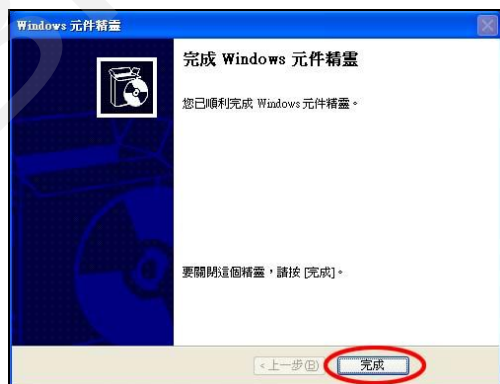 Windows 元件精靈
完成 Windows 元件精靈
您已順利完成 Windows 元件精靈。
要關閉這個精靈，請按 [完成]。
<上一步(B)
完成